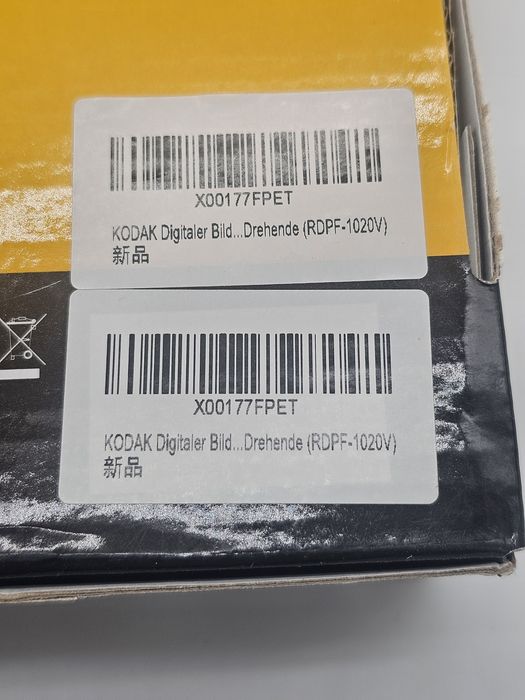 X00177FPET
KODAK Digitaler Bild...Drehende (RDPF-1020V)
新品
X00177FPET
KODAK Digitaler Bild...Drehende (RDPF-1020V)
新品